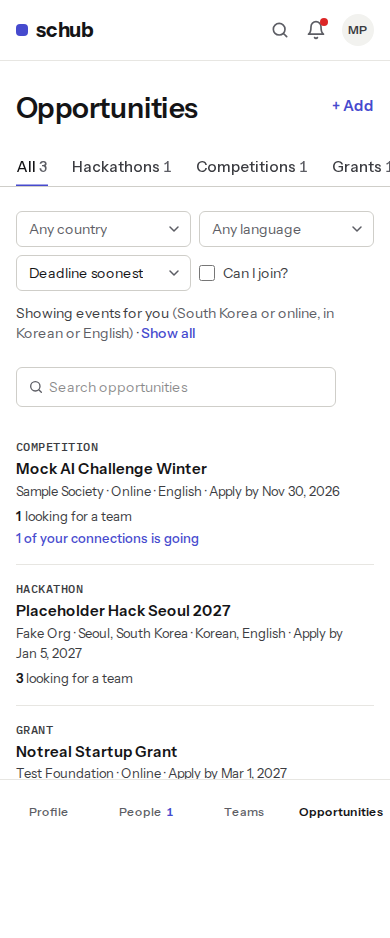 schub
MP
Opportunities
+ Add
All 3 Hackathons 1 Competitions 1 Grants 1
Any country
Any language
Deadline soonest
Can I join?
Showing events for you (South Korea or online, in
Korean or English) · Show all
Search opportunities
COMPETITION
Mock AI Challenge Winter
Sample Society · Online · English · Apply by Nov 30, 2026
1 looking for a team
1 of your connections is going
HACKATHON
Placeholder Hack Seoul 2027
Fake Org · Seoul, South Korea · Korean, English · Apply by
Jan 5, 2027
3 looking for a team
GRANT
Notreal Startup Grant
Test Foundation · Online · Apply by Mar 1, 2027
Profile People 1 Teams Opportunities